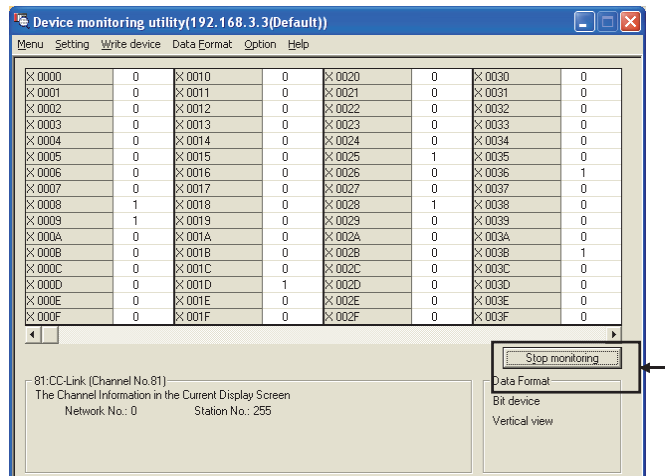 Device monitoring utility(192.168.3.3(Default))
Menu Setting Write device Data Format Option Help
X 0000 0 X 0010 0 X 0020 0 X 0030 0
X 0001 0 X 0011 0 X 0021 0 X 0031 0
X 0002 0 X 0012 0 X 0022 0 X 0032 0
X 0003 0 X 0013 0 X 0023 0 X 0033 0
X 0004 0 X 0014 0 X 0024 0 X 0034 0
X 0005 0 X 0015 0 X 0025 1 X 0035 0
X 0006 0 X 0016 0 X 0026 0 X 0036 1
X 0007 0 X 0017 0 X 0027 0 X 0037 0
X 0008 1 X 0018 0 X 0028 1 X 0038 0
X 0009 1 X 0019 0 X 0029 0 X 0039 0
X 000A 0 X 001A 0 X 002A 0 X 003A 0
X 000B 0 X 001B 0 X 002B 0 X 003B 1
X 000C 0 X 001C 0 X 002C 0 X 003C 0
X 000D 0 X 001D 1 X 002D 0 X 003D 0
X 000E 0 X 001E 0 X 002E 0 X 003E 0
X 000F 0 X 001F 0 X 002F 0 X 003F 0
Stop monitoring
81:CC-Link (Channel No.81)
The Channel Information in the Current Display Screen
Network No.: 0 Station No.: 255
Data Format
Bit device
Vertical view